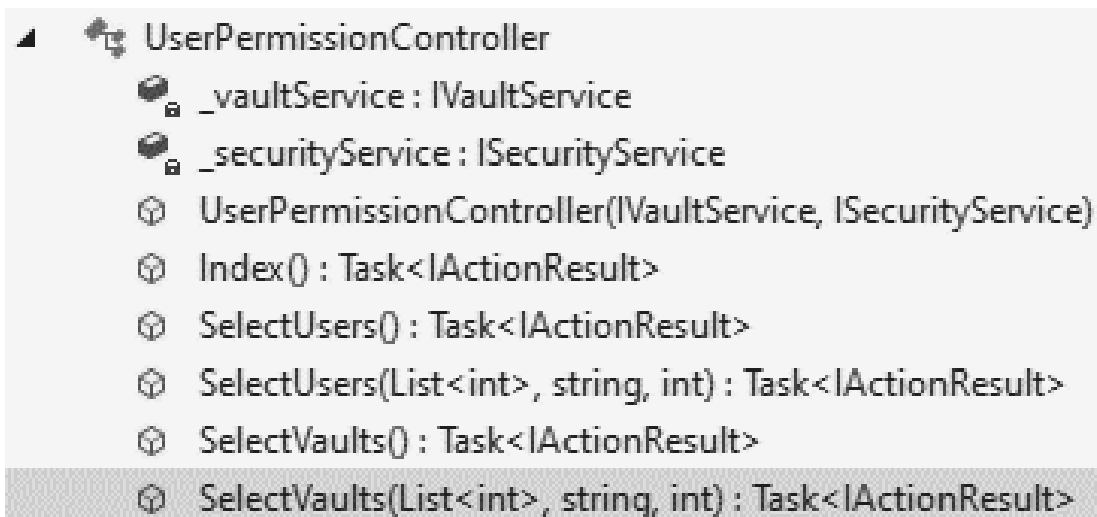 UserPermissionController
_vaultService : IVaultService
_securityService : ISecurityService
UserPermissionController(IVaultService, ISecurityService)
Index() : Task<IActionResult>
SelectUsers() : Task<IActionResult>
SelectUsers(List<int>, string, int) : Task<IActionResult>
SelectVaults() : Task<IActionResult>
SelectVaults(List<int>, string, int) : Task<IActionResult>